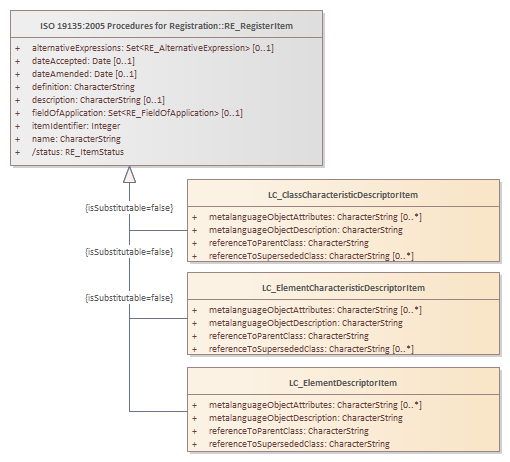 ISO 19135:2005 Procedures for Registration::RE_RegisterItem
+ alternativeExpressions: Set<RE_AlternativeExpression> [0..1]
+ dateAccepted: Date [0..1]
+ dateAmended: Date [0..1]
+ definition: CharacterString
+ description: CharacterString [0..1]
+ fieldOfApplication: Set<RE_FieldOfApplication> [0..1]
+ itemIdentifier: Integer
+ name: CharacterString
+ /status: RE_ItemStatus
{isSubstitutable=false}
LC_ClassCharacteristicDescriptorItem
+ metalanguageObjectAttributes: CharacterString [0..*]
+ metalanguageObjectDescription: CharacterString
+ referenceToParentClass: CharacterString
+ referenceToSupersededClass: CharacterString [0..*]
{isSubstitutable=false}
LC_ElementCharacteristicDescriptorItem
+ metalanguageObjectAttributes: CharacterString [0..*]
+ metalanguageObjectDescription: CharacterString
+ referenceToParentClass: CharacterString
+ referenceToSupersededClass: CharacterString [0..*]
{isSubstitutable=false}
LC_ElementDescriptorItem
+ metalanguageObjectAttributes: CharacterString [0..*]
+ metalanguageObjectDescription: CharacterString
+ referenceToParentClass: CharacterString
+ referenceToSupersededClass: CharacterString